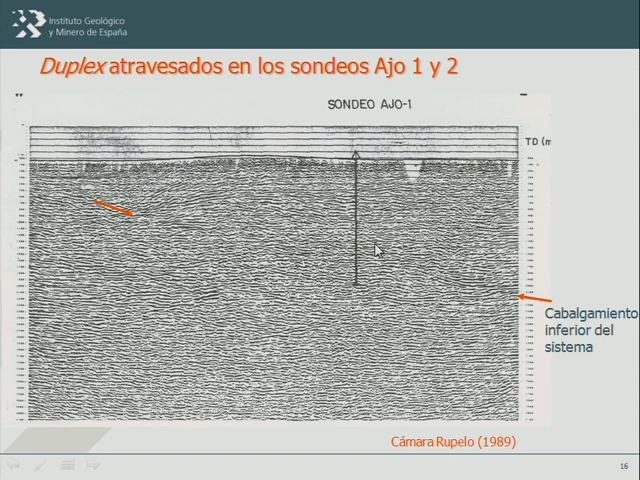 Instituto Geológico
y Minero de España
Duplex atravesados en los sondeos Ajo 1 y 2
SONDEO AJO-1
TD (m
Cabalgamiento
inferior del
sistema
Cámara Rupelo (1989)
16